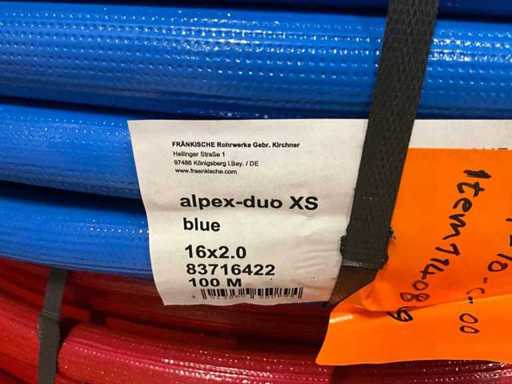 FRÄNKISCHE Rohrwerke Gebr. Kirchner
Hellinger Straße 1
97486 Königsberg i.Bay. / DE
www.fraenkische.com
alpex-duo XS
blue
16x2.0
83716422
100 M